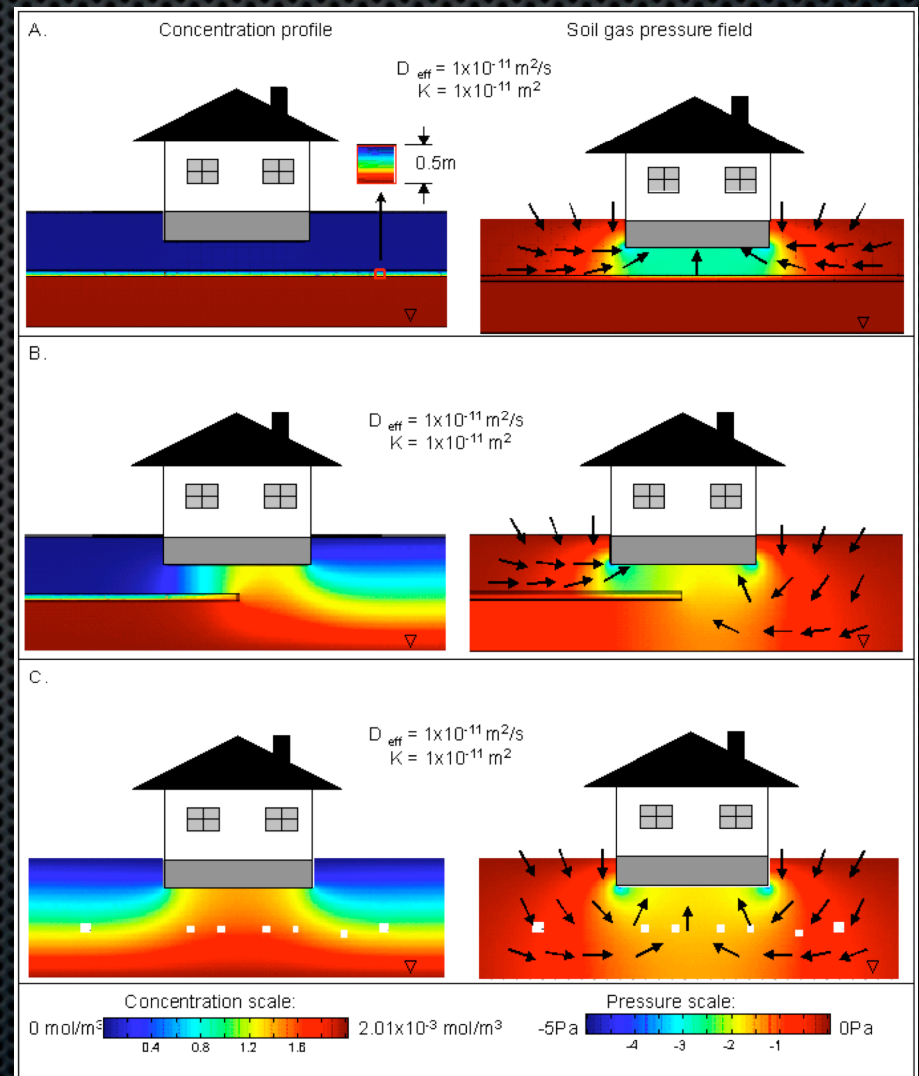 A.
Concentration profile
Soil gas pressure field
D eff = 1x10-11 m2/s
K = 1x10-11 m2
0.5m
B.
D eff = 1x10-11 m2/s
K = 1x10-11 m2
C.
D eff = 1x10-11 m2/s
K = 1x10-11 m2
Concentration scale:
Pressure scale:
0 mol/m3
2.01x10-3 mol/m3
-5Pa
0Pa
0.4 0.8 1.2 1.6
-4 -3 -2 -1